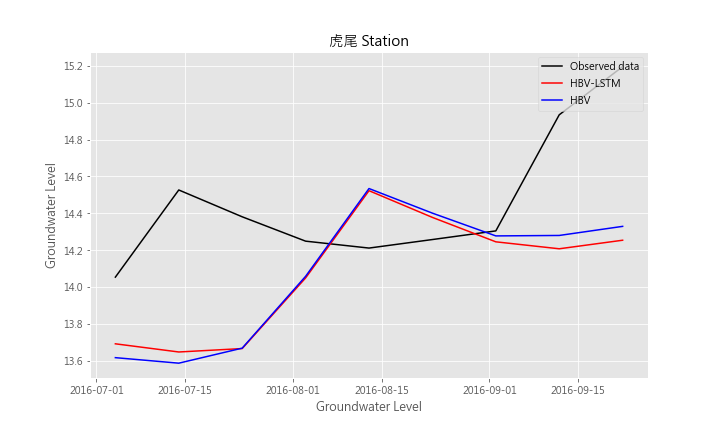 虎尾 Station
Observed data
HBV-LSTM
HBV
Groundwater Level
15.2
15.0
14.8
14.6
14.4
14.2
14.0
13.8
13.6
2016-07-01 2016-07-15 2016-08-01 2016-08-15 2016-09-01 2016-09-15
Groundwater Level